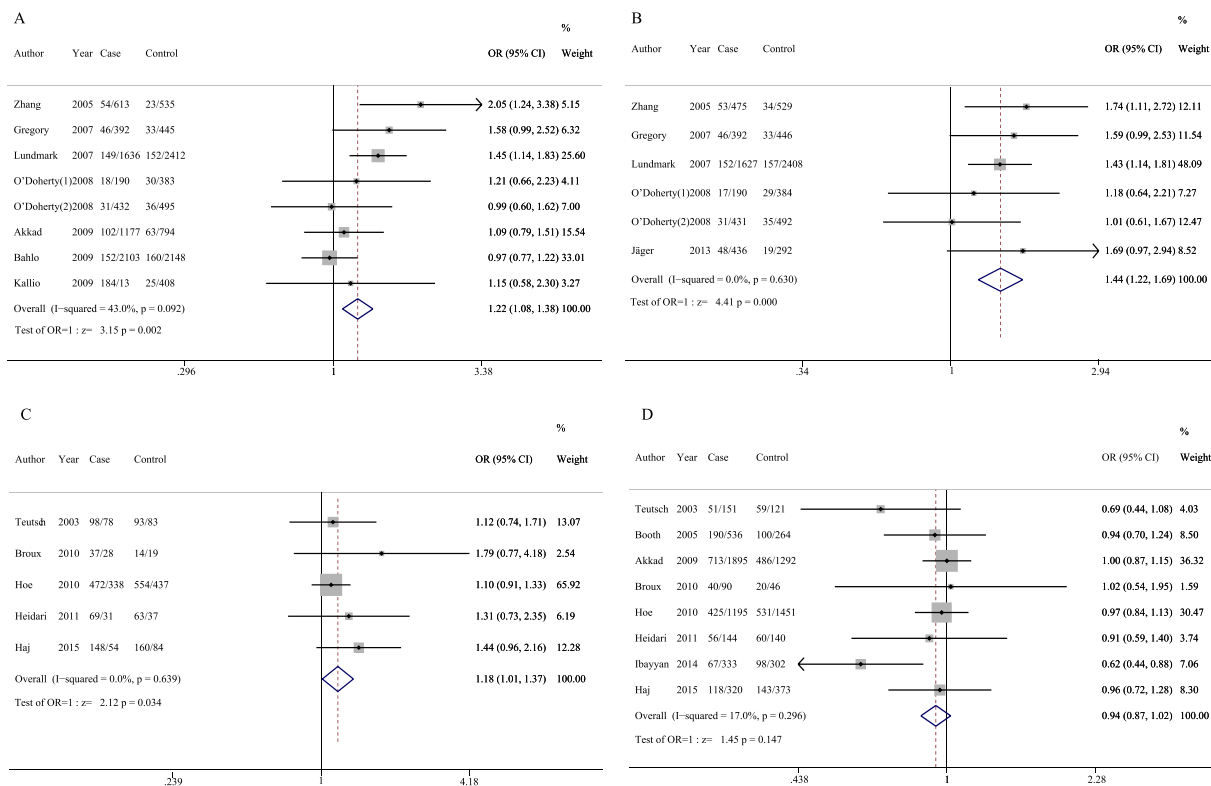 A
%
Author Year Case Control OR (95% CI) Weight
Zhang 2005 54/613 23/535 2.05 (1.24, 3.38) 5.15
Gregory 2007 46/392 33/445 1.58 (0.99, 2.52) 6.32
Lundmark 2007 149/1636 152/2412 1.45 (1.14, 1.83) 25.60
O'Doherty(1) 2008 18/190 30/383 1.21 (0.66, 2.23) 4.11
O'Doherty(2) 2008 31/432 36/495 0.99 (0.60, 1.62) 7.00
Akkad 2009 102/1177 63/794 1.09 (0.79, 1.51) 15.54
Bahlo 2009 152/2103 160/2148 0.97 (0.77, 1.22) 33.01
Kallio 2009 184/13 25/408 1.15 (0.58, 2.30) 3.27
Overall (I−squared = 43.0%, p = 0.092) 1.22 (1.08, 1.38) 100.00
Test of OR=1 : z= 3.15 p = 0.002
.296 1 3.38
B
%
Author Year Case Control OR (95% CI) Weight
Zhang 2005 53/475 34/529 1.74 (1.11, 2.72) 12.11
Gregory 2007 46/392 33/446 1.59 (0.99, 2.53) 11.54
Lundmark 2007 152/1627 157/2408 1.43 (1.14, 1.81) 48.09
O'Doherty(1) 2008 17/190 29/384 1.18 (0.64, 2.21) 7.27
O'Doherty(2) 2008 31/431 35/492 1.01 (0.61, 1.67) 12.47
Jäger 2013 48/436 19/292 1.69 (0.97, 2.94) 8.52
Overall (I−squared = 0.0%, p = 0.630) 1.44 (1.22, 1.69) 100.00
Test of OR=1 : z= 4.41 p = 0.000
.34 1 2.94
C
%
Author Year Case Control OR (95% CI) Weight
Teutsch 2003 98/78 93/83 1.12 (0.74, 1.71) 13.07
Broux 2010 37/28 14/19 1.79 (0.77, 4.18) 2.54
Hoe 2010 472/338 554/437 1.10 (0.91, 1.33) 65.92
Heidari 2011 69/31 63/37 1.31 (0.73, 2.35) 6.19
Haj 2015 148/54 160/84 1.44 (0.96, 2.16) 12.28
Overall (I−squared = 0.0%, p = 0.639) 1.18 (1.01, 1.37) 100.00
Test of OR=1 : z= 2.12 p = 0.034
.239 1 4.18
D
%
Author Year Case Control OR (95% CI) Weight
Teutsch 2003 51/151 59/121 0.69 (0.44, 1.08) 4.03
Booth 2005 190/536 100/264 0.94 (0.70, 1.24) 8.50
Akkad 2009 713/1895 486/1292 1.00 (0.87, 1.15) 36.32
Broux 2010 40/90 20/46 1.02 (0.54, 1.95) 1.59
Hoe 2010 425/1195 531/1451 0.97 (0.84, 1.13) 30.47
Heidari 2011 56/144 60/140 0.91 (0.59, 1.40) 3.74
Ibayyan 2014 67/333 98/302 0.62 (0.44, 0.88) 7.06
Haj 2015 118/320 143/373 0.96 (0.72, 1.28) 8.30
Overall (I−squared = 17.0%, p = 0.296) 0.94 (0.87, 1.02) 100.00
Test of OR=1 : z= 1.45 p = 0.147
.438 1 2.28